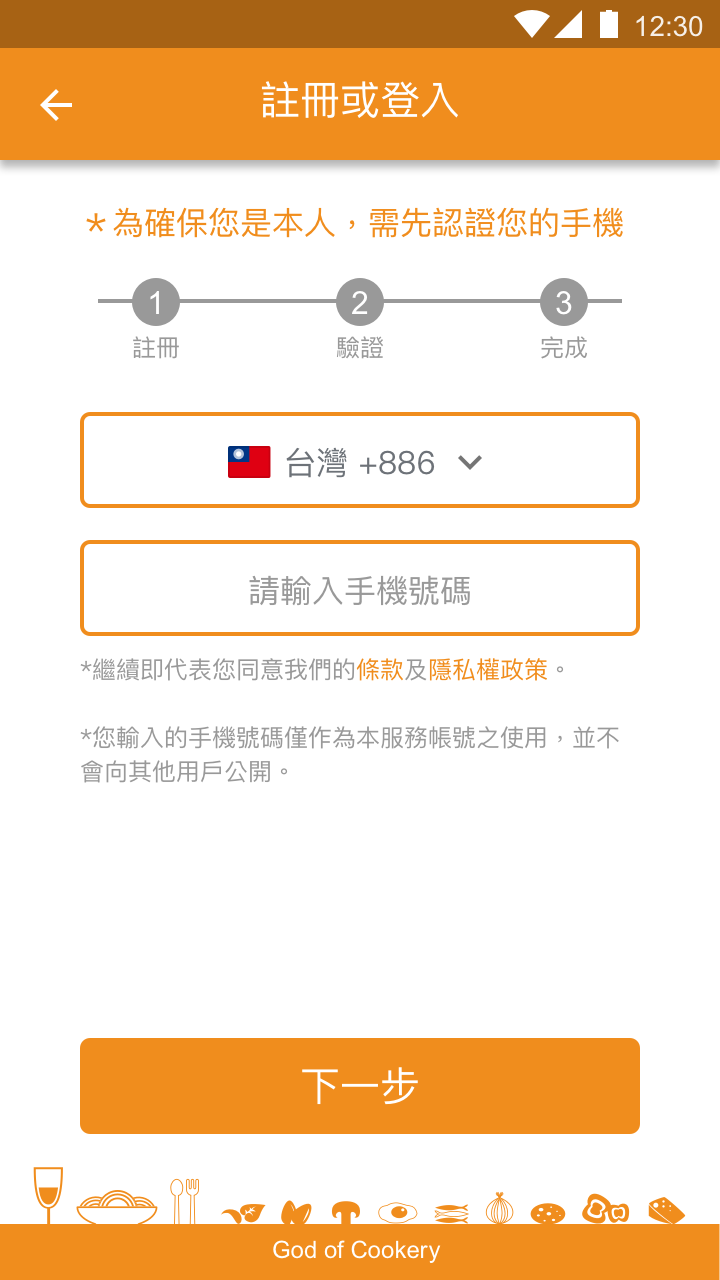 12:30
註冊或登入
＊為確保您是本人，需先認證您的手機
1 2 3
註冊 驗證 完成
台灣 +886
請輸入手機號碼
*繼續即代表您同意我們的條款及隱私權政策。
*您輸入的手機號碼僅作為本服務帳號之使用，並不
會向其他用戶公開。
下一步
God of Cookery